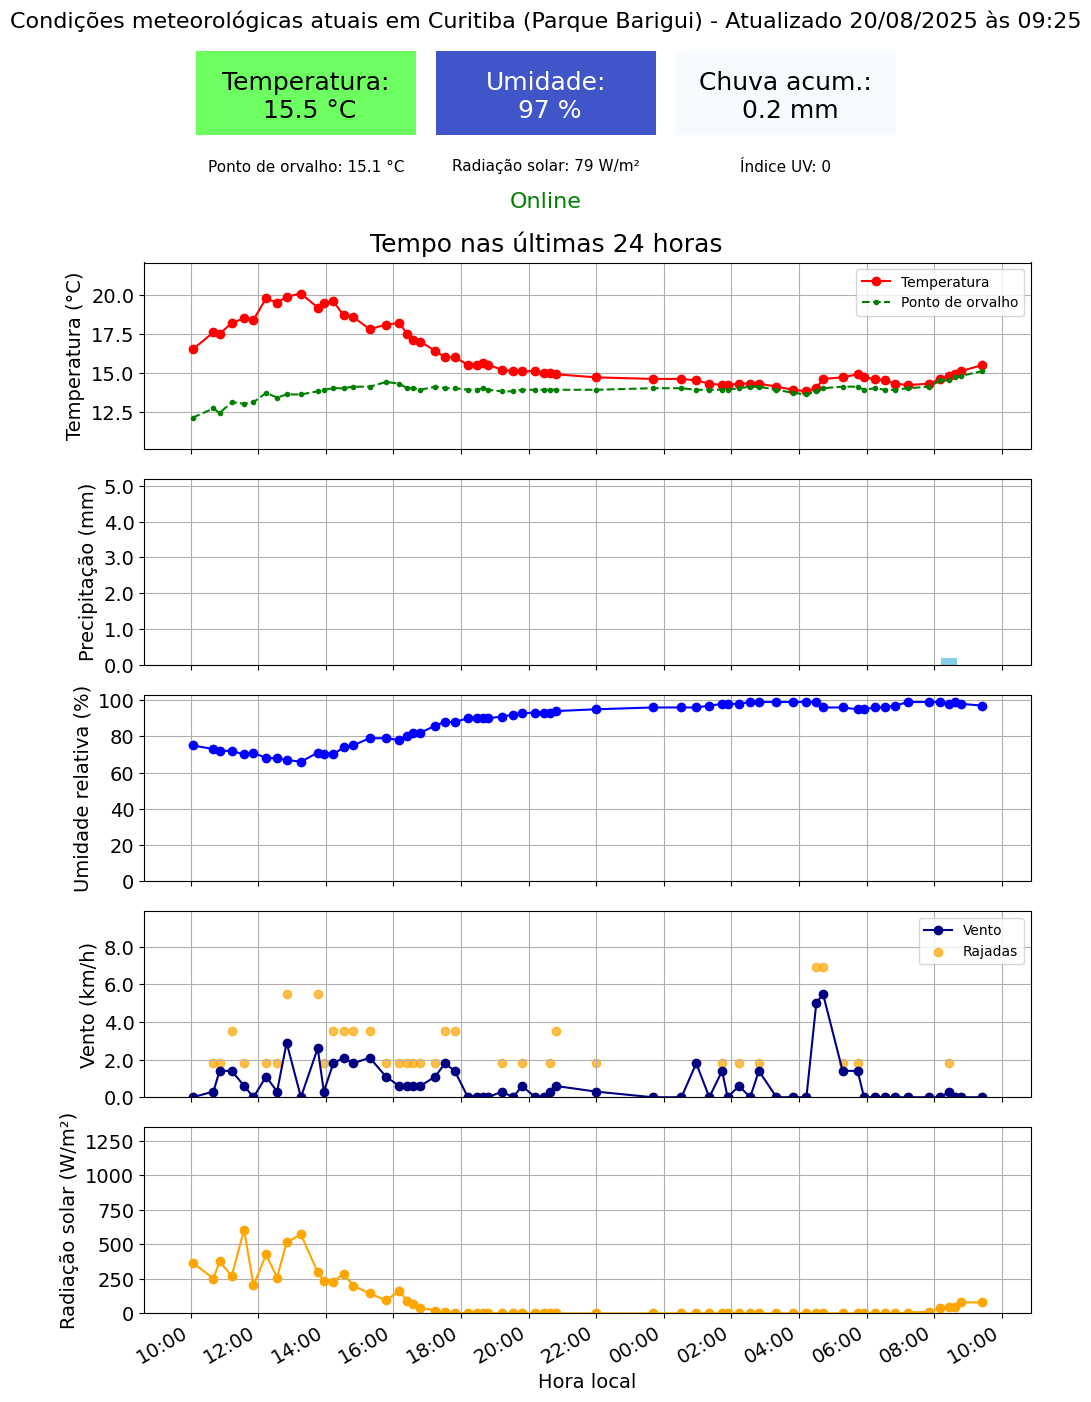 Condições meteorológicas atuais em Curitiba (Parque Barigui) - Atualizado 20/08/2025 às 09:25
Temperatura:
15.5 °C
Umidade:
97 %
Chuva acum.:
0.2 mm
Ponto de orvalho: 15.1 °C
Radiação solar: 79 W/m²
Índice UV: 0
Online
Tempo nas últimas 24 horas
Temperatura (°C)
20.0
17.5
15.0
12.5
Temperatura
Ponto de orvalho
Precipitação (mm)
5.0
4.0
3.0
2.0
1.0
0.0
Umidade relativa (%)
100
80
60
40
20
0
Vento (km/h)
8.0
6.0
4.0
2.0
0.0
Vento
Rajadas
Radiação solar (W/m²)
1250
1000
750
500
250
0
10:00
12:00
14:00
16:00
18:00
20:00
22:00
00:00
02:00
04:00
06:00
08:00
10:00
Hora local